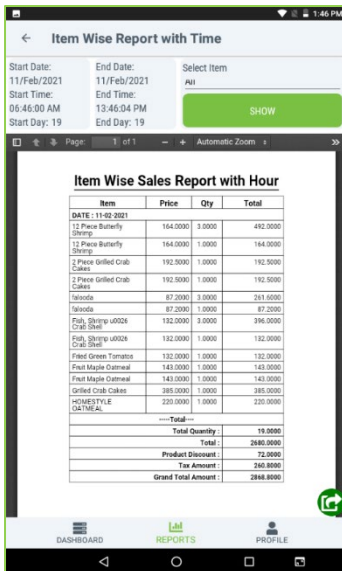 1:46 PM
Item Wise Report with Time
Start Date:
11/Feb/2021
Start Time:
06:46:00 AM
Start Day: 19
End Date:
11/Feb/2021
End Time:
13:46:04 PM
End Day: 19
Select Item
All
SHOW
Page: 1 of 1 − + Automatic Zoom
Item Wise Sales Report with Hour
Item Price Qty Total
DATE : 11-02-2021
12 Piece Butterfly
Shrimp 164.0000 3.0000 492.0000
12 Piece Butterfly
Shrimp 164.0000 1.0000 164.0000
2 Piece Grilled Crab
Cakes 192.5000 1.0000 192.5000
2 Piece Grilled Crab
Cakes 192.5000 1.0000 192.5000
falooda 87.2000 3.0000 261.6000
falooda 87.2000 1.0000 87.2000
Fish, Shrimp u0026
Crab Shell 132.0000 3.0000 396.0000
Fish, Shrimp u0026
Crab Shell 132.0000 1.0000 132.0000
Fried Green Tomatos 132.0000 1.0000 132.0000
Fruit Maple Oatmeal 143.0000 1.0000 143.0000
Fruit Maple Oatmeal 143.0000 1.0000 143.0000
Grilled Crab Cakes 385.0000 1.0000 385.0000
HOMESTYLE
OATMEAL 220.0000 1.0000 220.0000
-----Total----
Total Quantity : 19.0000
Total : 2680.0000
Product Discount : 72.0000
Tax Amount : 260.8000
Grand Total Amount : 2868.8000
DASHBOARD
REPORTS
PROFILE